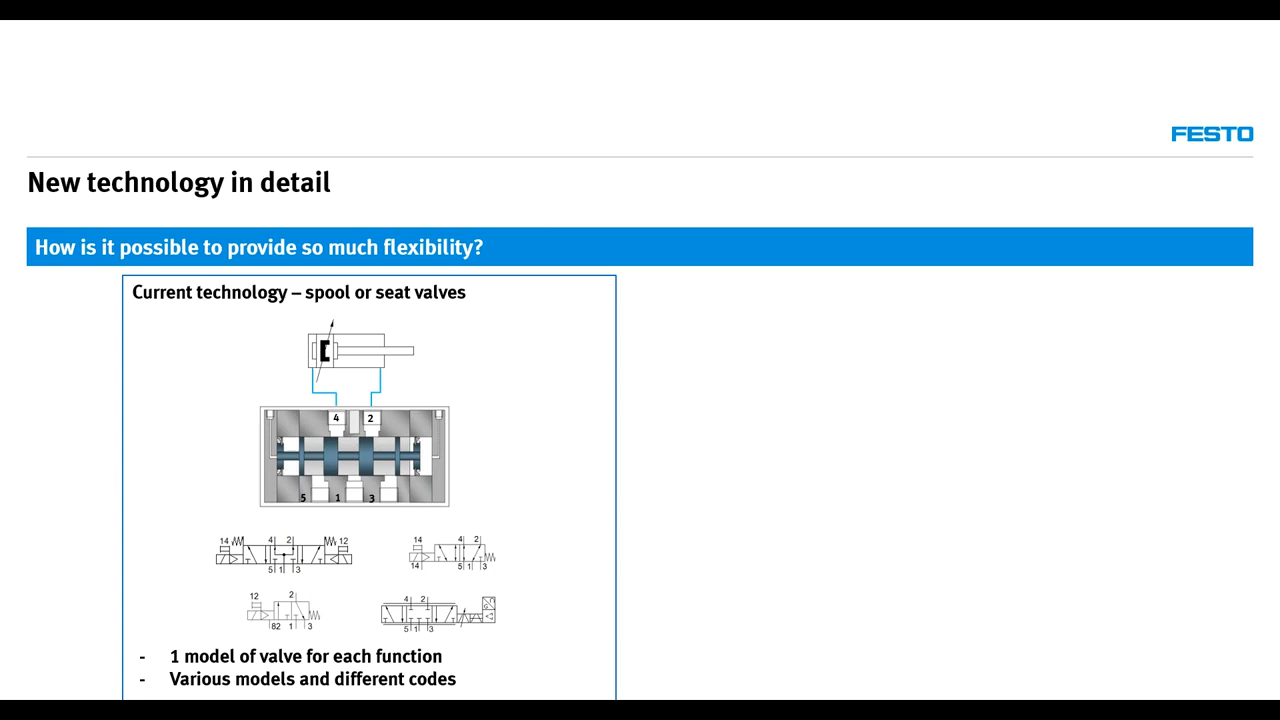 FESTO
New technology in detail
How is it possible to provide so much flexibility?
Current technology – spool or seat valves
4 2
5 1 3
14 4 2 12
5 1 3
14 4 2
14 5 1 3
12 2
82 1 3
4 2
5 1 3
- 1 model of valve for each function
- Various models and different codes